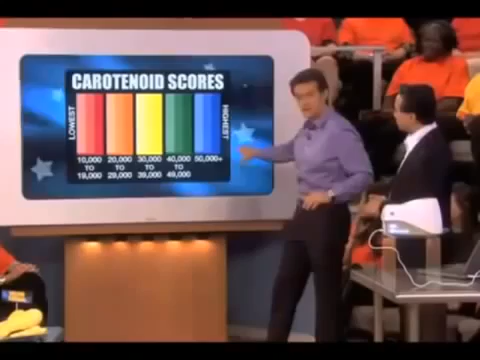 CAROTENOID SCORES
LOWEST
HIGHEST
10,000 TO 19,000
20,000 TO 29,000
30,000 TO 39,000
40,000 TO 49,000
50,000+